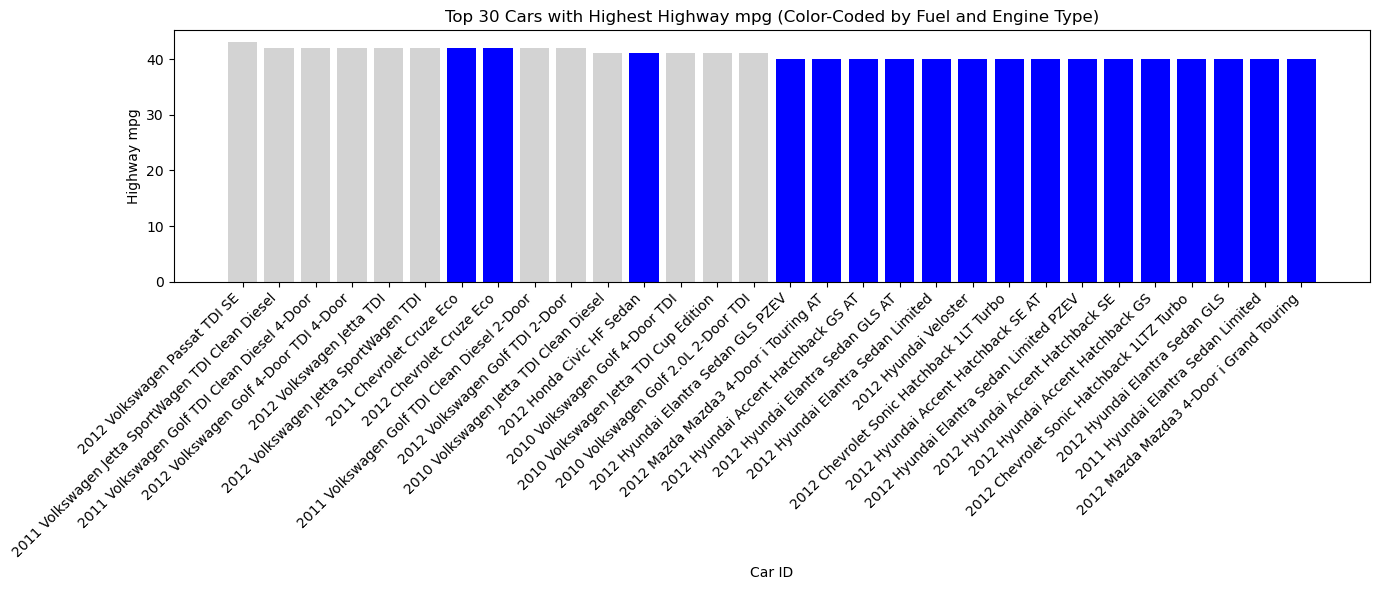 Top 30 Cars with Highest Highway mpg (Color-Coded by Fuel and Engine Type)
Highway mpg
40
30
20
10
0
2012 Volkswagen Passat TDI SE
2011 Volkswagen Jetta SportWagen TDI Clean Diesel
2011 Volkswagen Golf TDI Clean Diesel 4-Door
2012 Volkswagen Golf 4-Door TDI 4-Door
2012 Volkswagen Jetta TDI
2012 Volkswagen Jetta SportWagen TDI
2011 Chevrolet Cruze Eco
2012 Chevrolet Cruze Eco
2011 Volkswagen Golf TDI Clean Diesel 2-Door
2012 Volkswagen Golf TDI 2-Door
2010 Volkswagen Jetta TDI Clean Diesel
2012 Honda Civic HF Sedan
2010 Volkswagen Golf 4-Door TDI
2010 Volkswagen Jetta TDI Cup Edition
2010 Volkswagen Golf 2.0L 2-Door TDI
2012 Hyundai Elantra Sedan GLS PZEV
2012 Mazda Mazda3 4-Door i Touring AT
2012 Hyundai Accent Hatchback GS AT
2012 Hyundai Elantra Sedan GLS AT
2012 Hyundai Elantra Sedan Limited
2012 Hyundai Veloster
2012 Chevrolet Sonic Hatchback 1LT Turbo
2012 Hyundai Accent Hatchback SE AT
2012 Hyundai Elantra Sedan Limited PZEV
2012 Hyundai Accent Hatchback SE
2012 Hyundai Accent Hatchback GS
2012 Chevrolet Sonic Hatchback 1LTZ Turbo
2012 Hyundai Elantra Sedan GLS
2011 Hyundai Elantra Sedan Limited
2012 Mazda Mazda3 4-Door i Grand Touring
Car ID